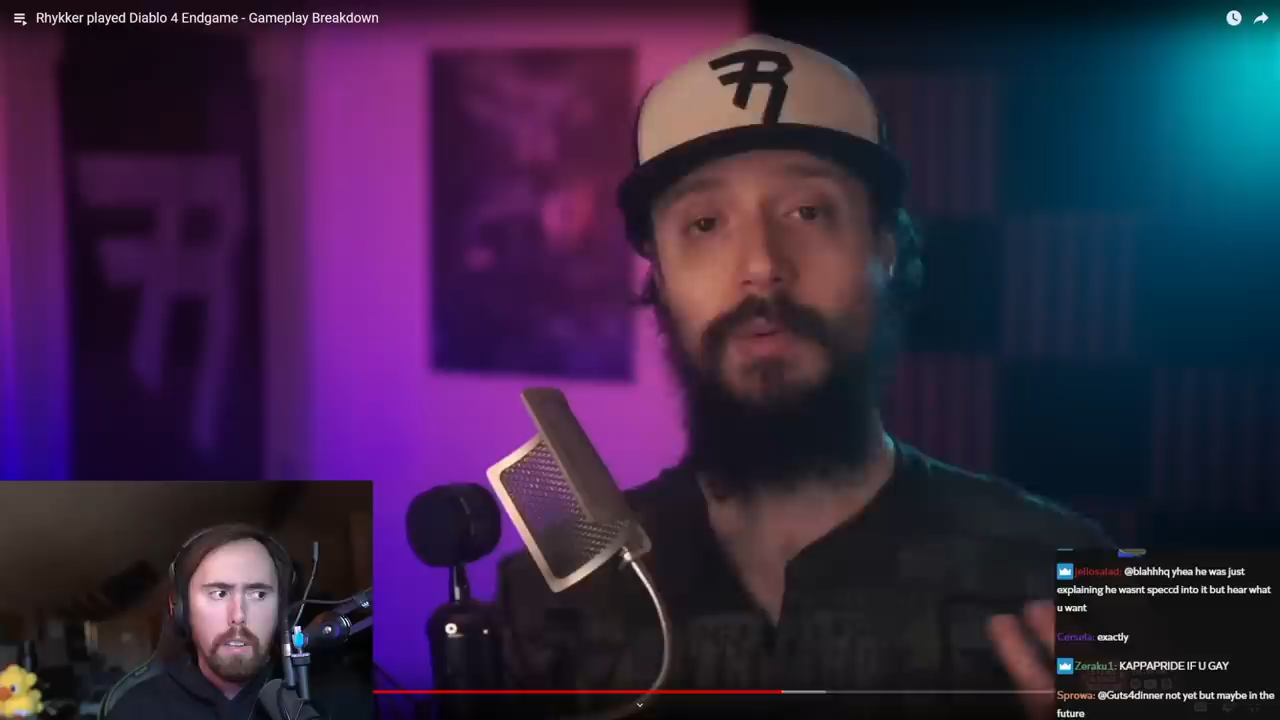 Rhykker played Diablo 4 Endgame - Gameplay Breakdown
R
jellosalad: @blahhhq yhea he was just
explaining he wasnt speccd into it but hear what
u want
Cersela: exactly
Zeraku1: KAPPAPRIDE IF U GAY
Sprowa: @Guts4dinner not yet but maybe in the
future